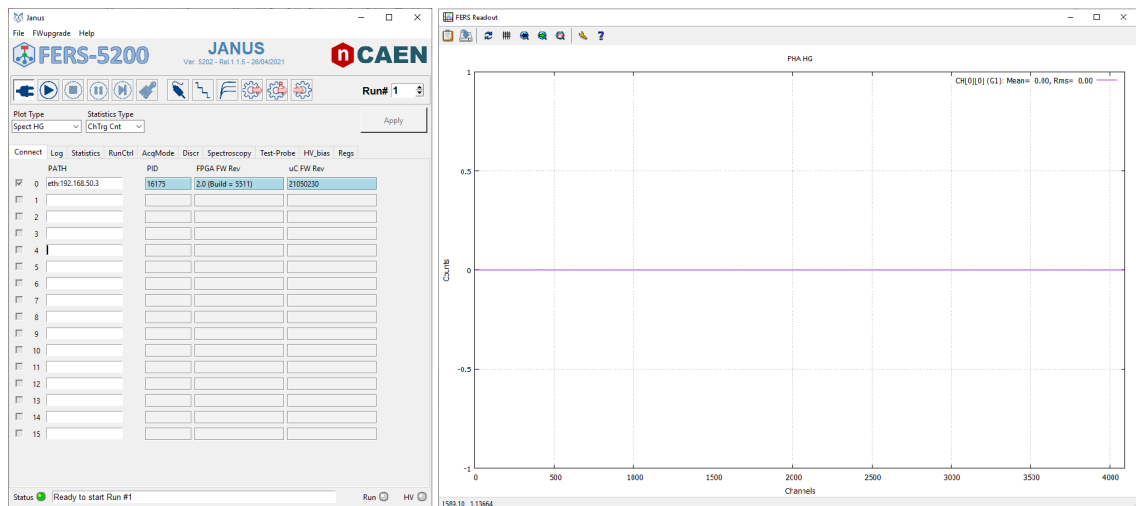 Janus
File FWupgrade Help
FERS-5200
JANUS
Ver. 5202 - Rel.1.1.5 - 26/04/2021
n CAEN
Run# 1
Plot Type
Statistics Type
Spect HG
ChTrg Cnt
Apply
Connect Log Statistics RunCtrl AcqMode Discr Spectroscopy Test-Probe HV_bias Regs
PATH PID FPGA FW Rev uC FW Rev
0 eth:192.168.50.3 16175 2.0 (Build = 5511) 21050230
1
2
3
4
5
6
7
8
9
10
11
12
13
14
15
Status Ready to start Run #1 Run HV
FERS Readout
PHA HG
CH[0][0] (G1): Mean= 0.00, Rms= 0.00
1
0.5
0
-0.5
-1
Counts
0 500 1000 1500 2000 2500 3000 3500 4000
Channels
1589.10, 1.13664